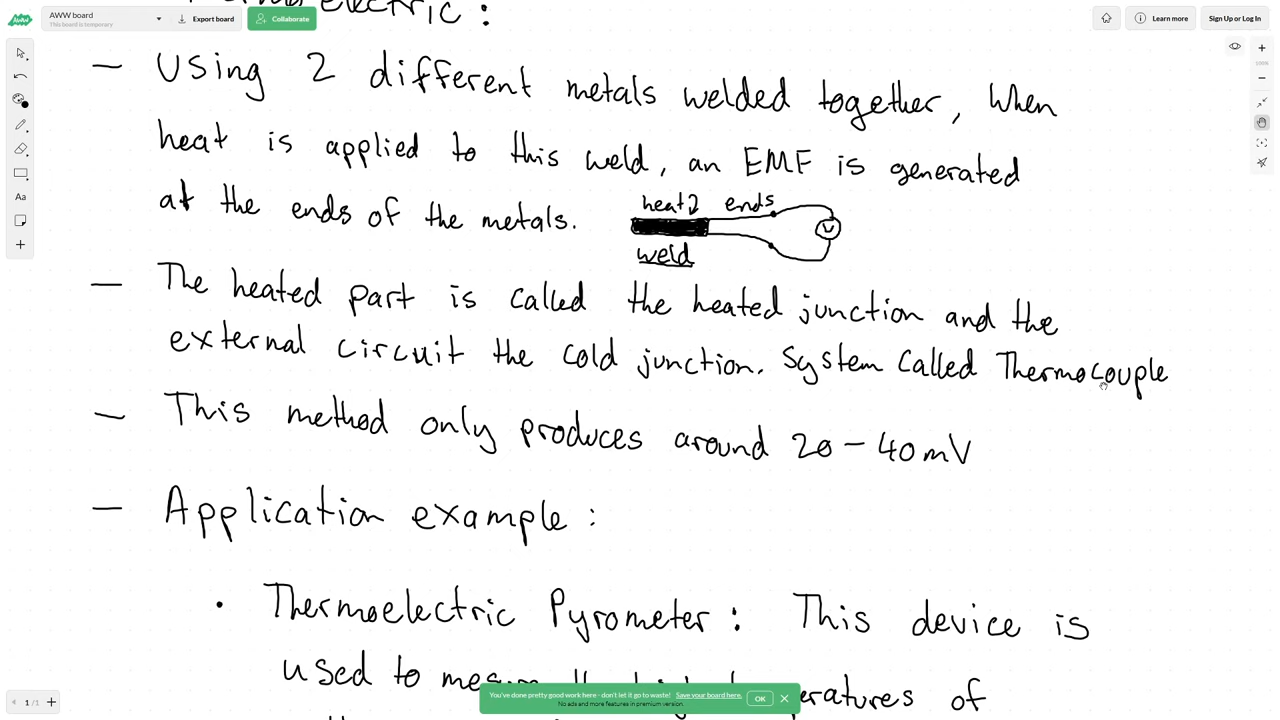 AWW board
This board is temporary
Export board
Collaborate
Learn more
Sign Up or Log In
electric :
— Using 2 different metals welded together, When
heat is applied to this weld, an EMF is generated
at the ends of the metals.
heat
ends
V
weld
— The heated part is called the heated junction and the
external circuit the cold junction. System called Thermocouple
— This method only produces around 20 - 40 mV
— Application example :
• Thermoelectric Pyrometer : This device is
used to of
You've done pretty good work here - don't let it go to waste! Save your board here.
No ads and more features in premium version
OK
Aa
1 / 1